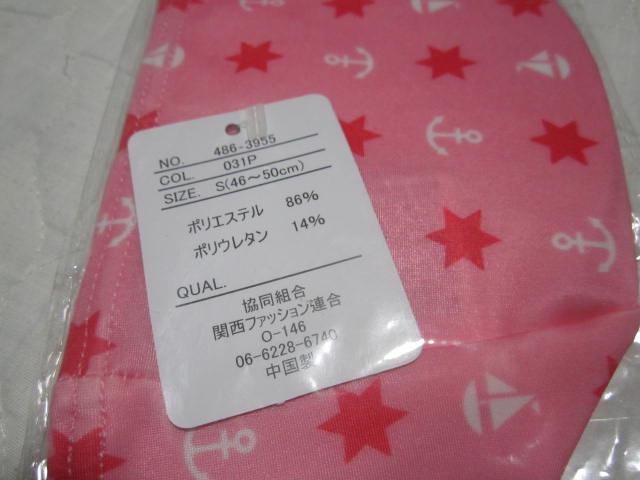 NO. 486-3955
COL. 031P
SIZE. S(46～50cm)
ポリエステル 86%
ポリウレタン 14%
QUAL.
協同組合
関西ファッション連合
O-146
06-6228-6740
中国製